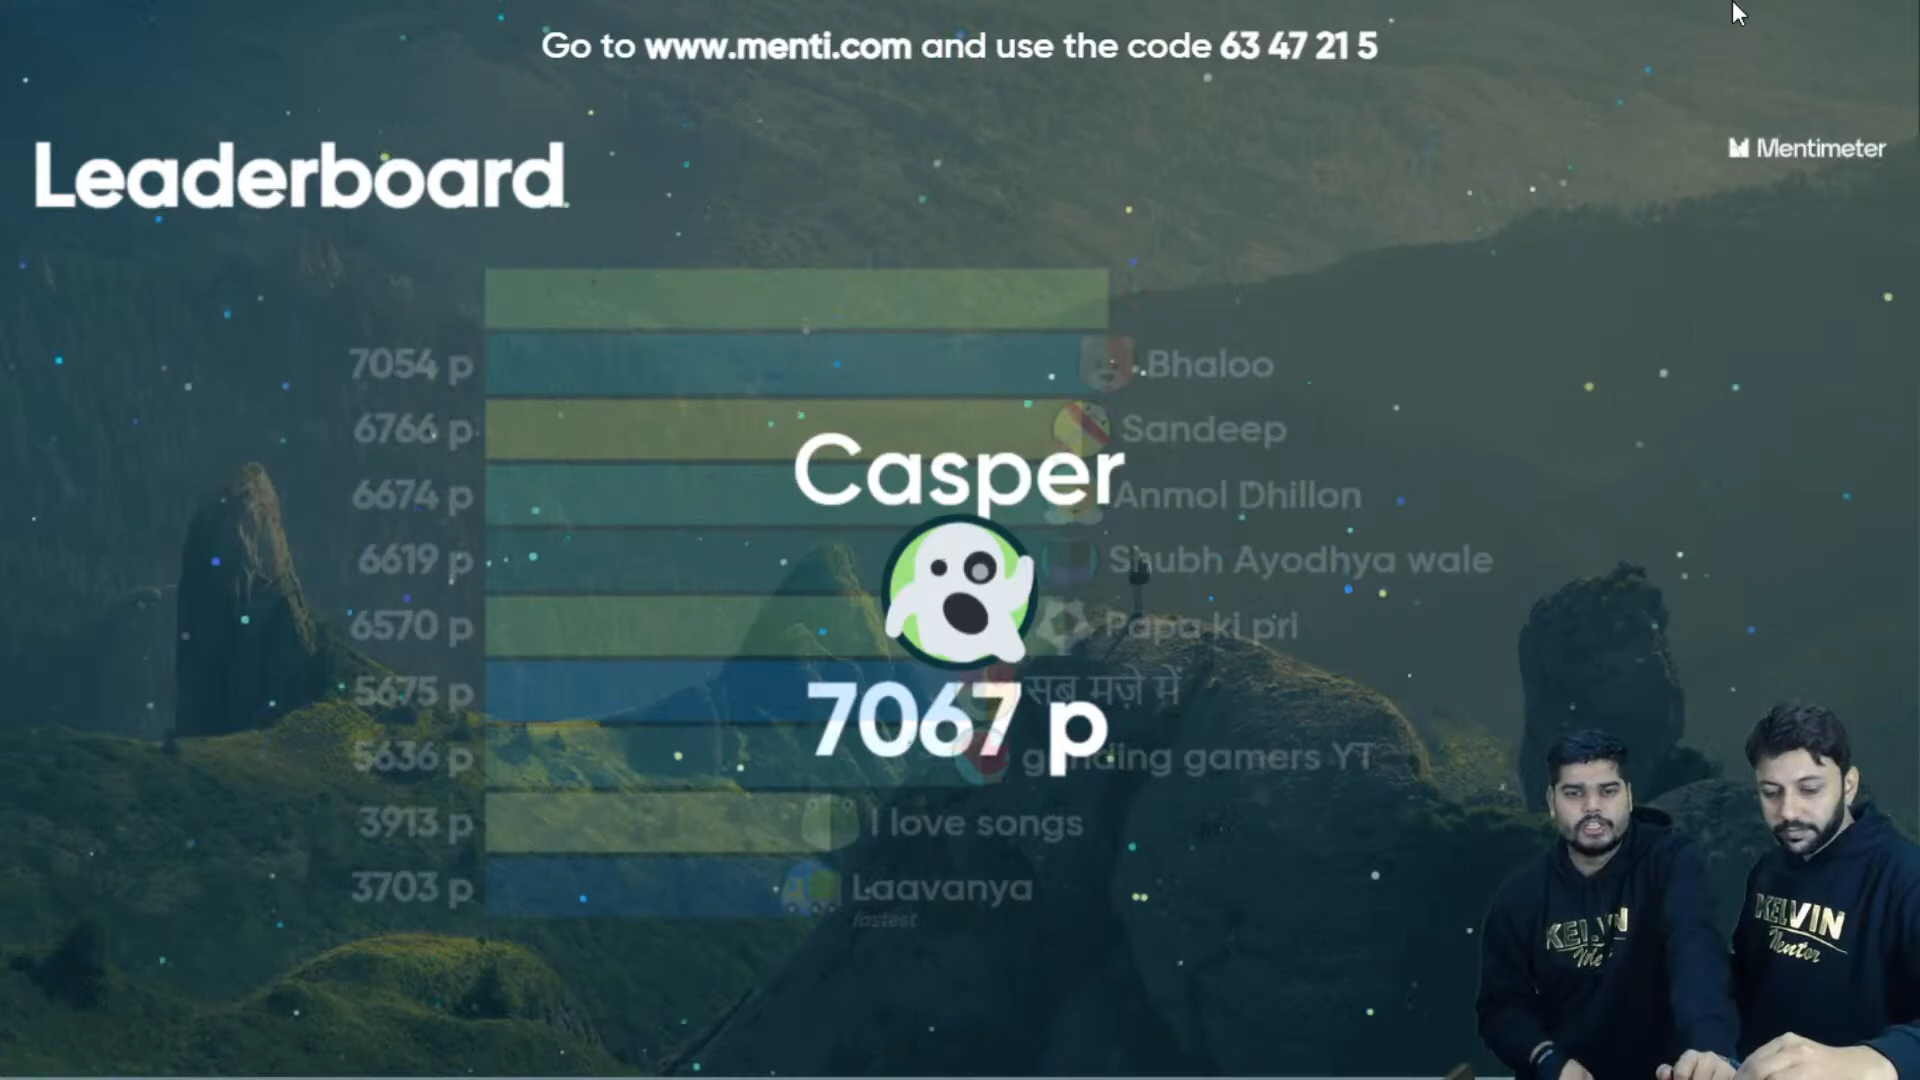 Go to www.menti.com and use the code 63 47 21 5
Leaderboard
Mentimeter
7054 p Bhaloo
6766 p Sandeep
Casper
6674 p Anmol Dhillon
6619 p Shubh Ayodhya wale
6570 p Papa ki pri
5675 p सब मज़े में
7067 p
5636 p gamers YT
3913 p I love songs
3703 p Laavanya
fastest
KELVIN
KELVIN
Mentor